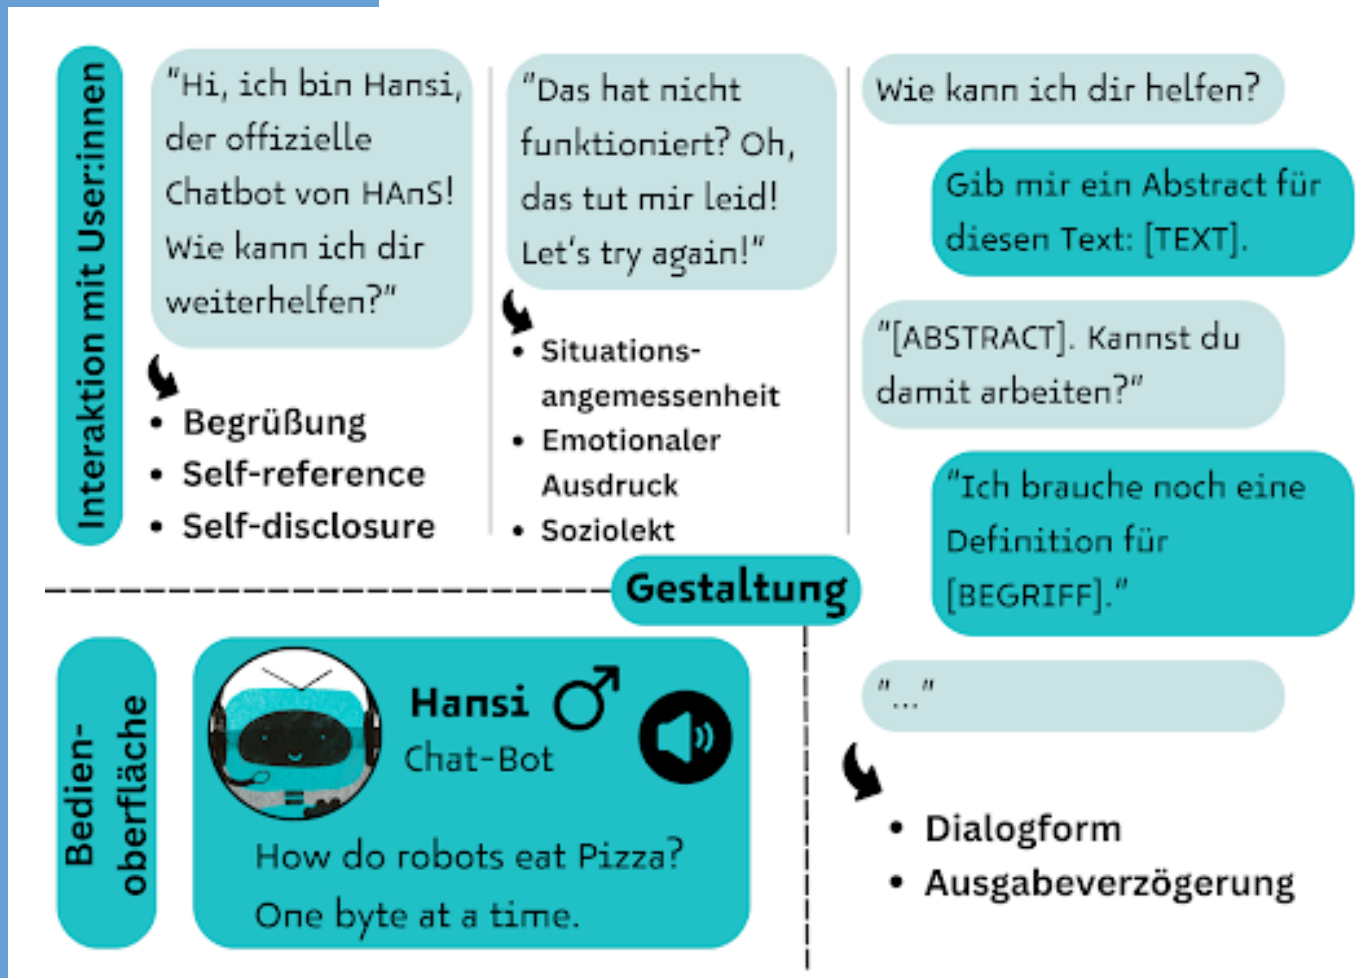 Interaktion mit User:innen
"Hi, ich bin Hansi,
der offizielle
Chatbot von HAnS!
Wie kann ich dir
weiterhelfen?"
• Begrüßung
• Self-reference
• Self-disclosure
"Das hat nicht
funktioniert? Oh,
das tut mir leid!
Let's try again!"
• Situations-
angemessenheit
• Emotionaler
Ausdruck
• Soziolekt
Wie kann ich dir helfen?
Gib mir ein Abstract für
diesen Text: [TEXT].
"[ABSTRACT]. Kannst du
damit arbeiten?"
"Ich brauche noch eine
Definition für
[BEGRIFF]."
"..."
• Dialogform
• Ausgabeverzögerung
Gestaltung
Bedien-
oberfläche
Hansi
Chat-Bot
How do robots eat Pizza?
One byte at a time.